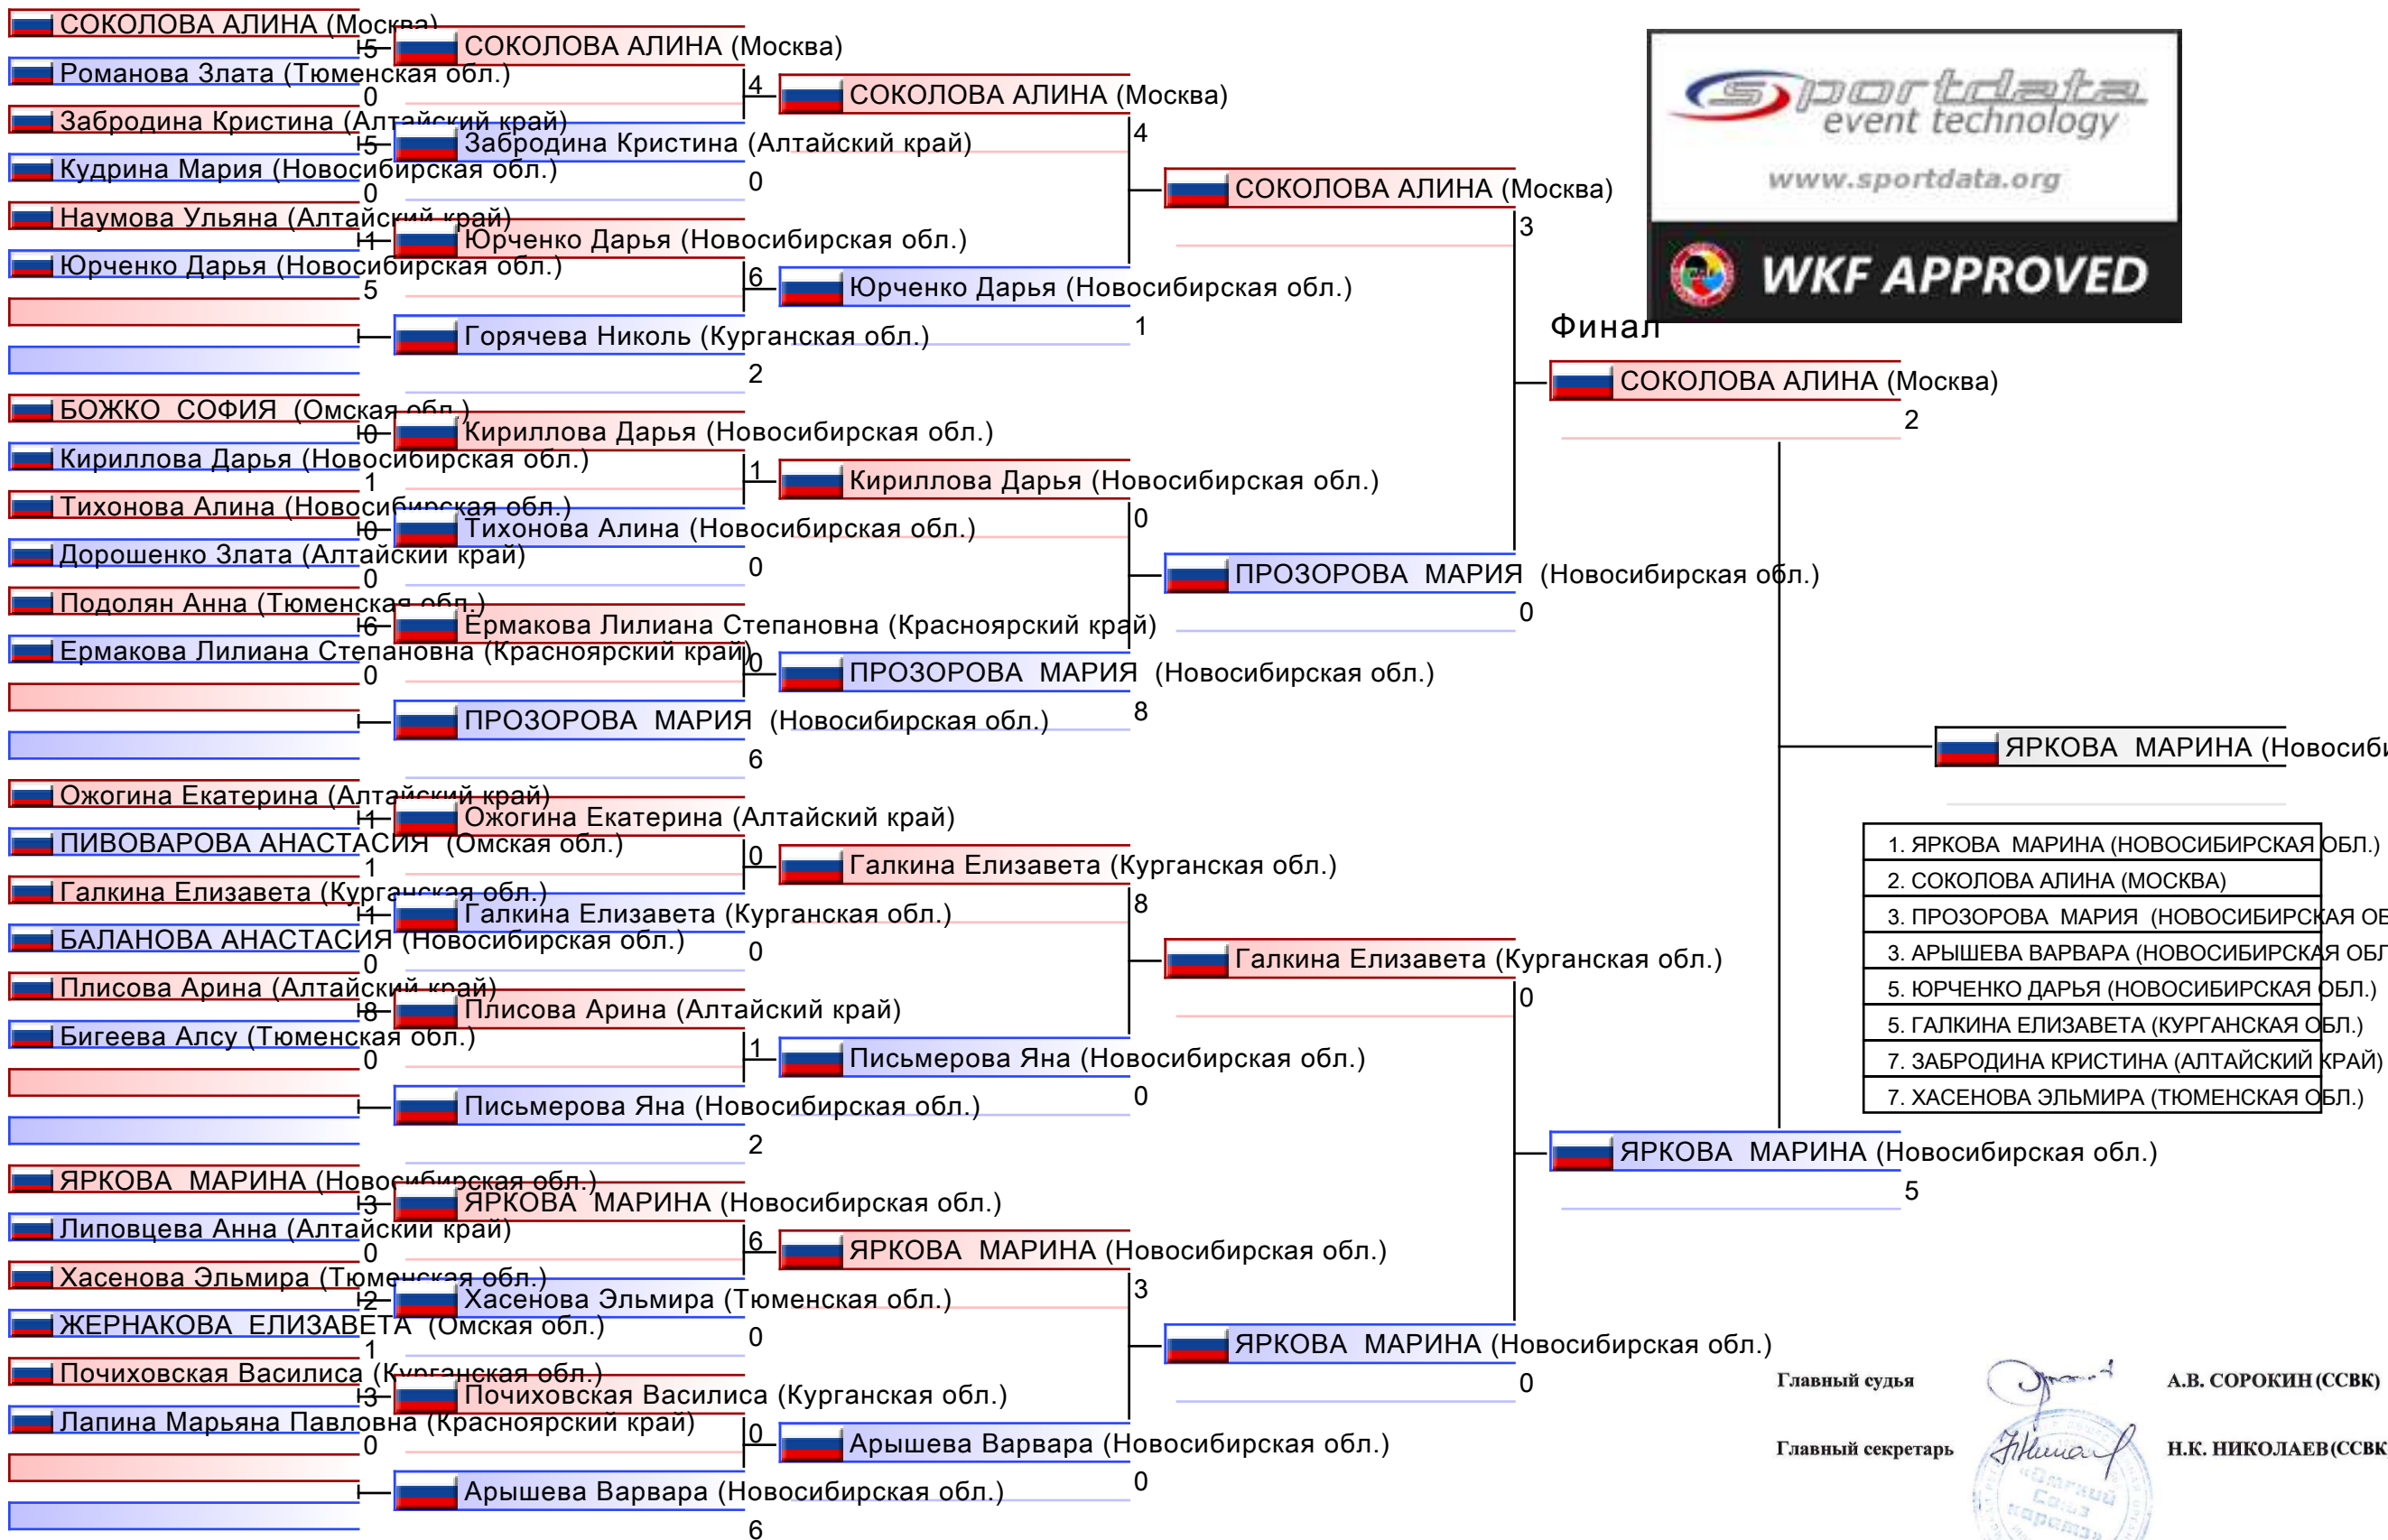 СОКОЛОВА АЛИНА (Москва)
5
Романова Злата (Тюменская обл.)
0
Забродина Кристина (Алтайский край)
5
Кудрина Мария (Новосибирская обл.)
0
Наумова Ульяна (Алтайский край)
1
Юрченко Дарья (Новосибирская обл.)
5
БОЖКО СОФИЯ (Омская обл.)
0
Кириллова Дарья (Новосибирская обл.)
1
Тихонова Алина (Новосибирская обл.)
0
Дорошенко Злата (Алтайский край)
0
Подолян Анна (Тюменская обл.)
6
Ермакова Лилиана Степановна (Красноярский край)
0
Ожогина Екатерина (Алтайский край)
1
ПИВОВАРОВА АНАСТАСИЯ (Омская обл.)
1
Галкина Елизавета (Курганская обл.)
1
БАЛАНОВА АНАСТАСИЯ (Новосибирская обл.)
0
Плисова Арина (Алтайский край)
8
Бигеева Алсу (Тюменская обл.)
0
ЯРКОВА МАРИНА (Новосибирская обл.)
3
Липовцева Анна (Алтайский край)
0
Хасенова Эльмира (Тюменская обл.)
2
ЖЕРНАКОВА ЕЛИЗАВЕТА (Омская обл.)
1
Почиховская Василиса (Курганская обл.)
3
Лапина Марьяна Павловна (Красноярский край)
0
СОКОЛОВА АЛИНА (Москва)
4
Забродина Кристина (Алтайский край)
0
Юрченко Дарья (Новосибирская обл.)
6
Горячева Николь (Курганская обл.)
2
Кириллова Дарья (Новосибирская обл.)
1
Тихонова Алина (Новосибирская обл.)
0
Ермакова Лилиана Степановна (Красноярский край)
0
ПРОЗОРОВА МАРИЯ (Новосибирская обл.)
6
Ожогина Екатерина (Алтайский край)
0
Галкина Елизавета (Курганская обл.)
0
Плисова Арина (Алтайский край)
1
Письмерова Яна (Новосибирская обл.)
2
ЯРКОВА МАРИНА (Новосибирская обл.)
6
Хасенова Эльмира (Тюменская обл.)
0
Почиховская Василиса (Курганская обл.)
0
Арышева Варвара (Новосибирская обл.)
6
СОКОЛОВА АЛИНА (Москва)
4
Юрченко Дарья (Новосибирская обл.)
1
Кириллова Дарья (Новосибирская обл.)
0
ПРОЗОРОВА МАРИЯ (Новосибирская обл.)
8
Галкина Елизавета (Курганская обл.)
8
Письмерова Яна (Новосибирская обл.)
0
ЯРКОВА МАРИНА (Новосибирская обл.)
3
Арышева Варвара (Новосибирская обл.)
0
СОКОЛОВА АЛИНА (Москва)
3
ПРОЗОРОВА МАРИЯ (Новосибирская обл.)
0
Галкина Елизавета (Курганская обл.)
0
ЯРКОВА МАРИНА (Новосибирская обл.)
0
sportdata
event technology
www.sportdata.org
WKF APPROVED
Финал
СОКОЛОВА АЛИНА (Москва)
2
ЯРКОВА МАРИНА (Новосибирская обл.)
5
ЯРКОВА МАРИНА (Новосиби
1. ЯРКОВА МАРИНА (НОВОСИБИРСКАЯ ОБЛ.)
2. СОКОЛОВА АЛИНА (МОСКВА)
3. ПРОЗОРОВА МАРИЯ (НОВОСИБИРСКАЯ ОБ
3. АРЫШЕВА ВАРВАРА (НОВОСИБИРСКАЯ ОБЛ
5. ЮРЧЕНКО ДАРЬЯ (НОВОСИБИРСКАЯ ОБЛ.)
5. ГАЛКИНА ЕЛИЗАВЕТА (КУРГАНСКАЯ ОБЛ.)
7. ЗАБРОДИНА КРИСТИНА (АЛТАЙСКИЙ КРАЙ)
7. ХАСЕНОВА ЭЛЬМИРА (ТЮМЕНСКАЯ ОБЛ.)
Главный судья А.В. СОРОКИН (ССВК)
Главный секретарь Н.К. НИКОЛАЕВ (ССВК
«Омский
Союз
каратэ»